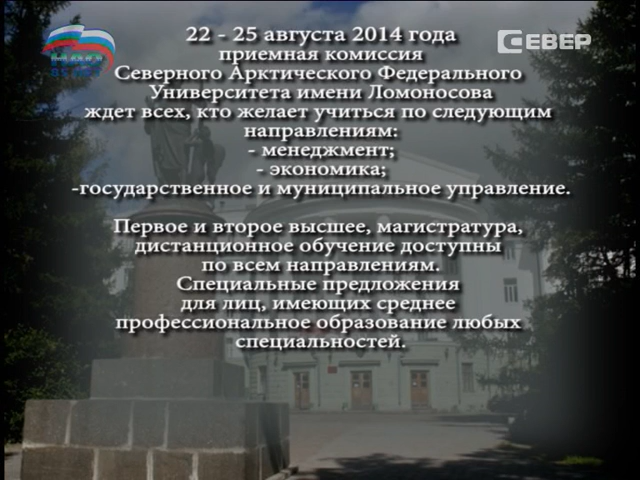 22 - 25 августа 2014 года
приемная комиссия
Северного Арктического Федерального
Университета имени Ломоносова
ждет всех, кто желает учиться по следующим
направлениям:
- менеджмент;
- экономика;
-государственное и муниципальное управление.
Первое и второе высшее, магистратура,
дистанционное обучение доступны
по всем направлениям.
Специальные предложения
для лиц, имеющих среднее
профессиональное образование любых
специальностей.
СЕВЕР